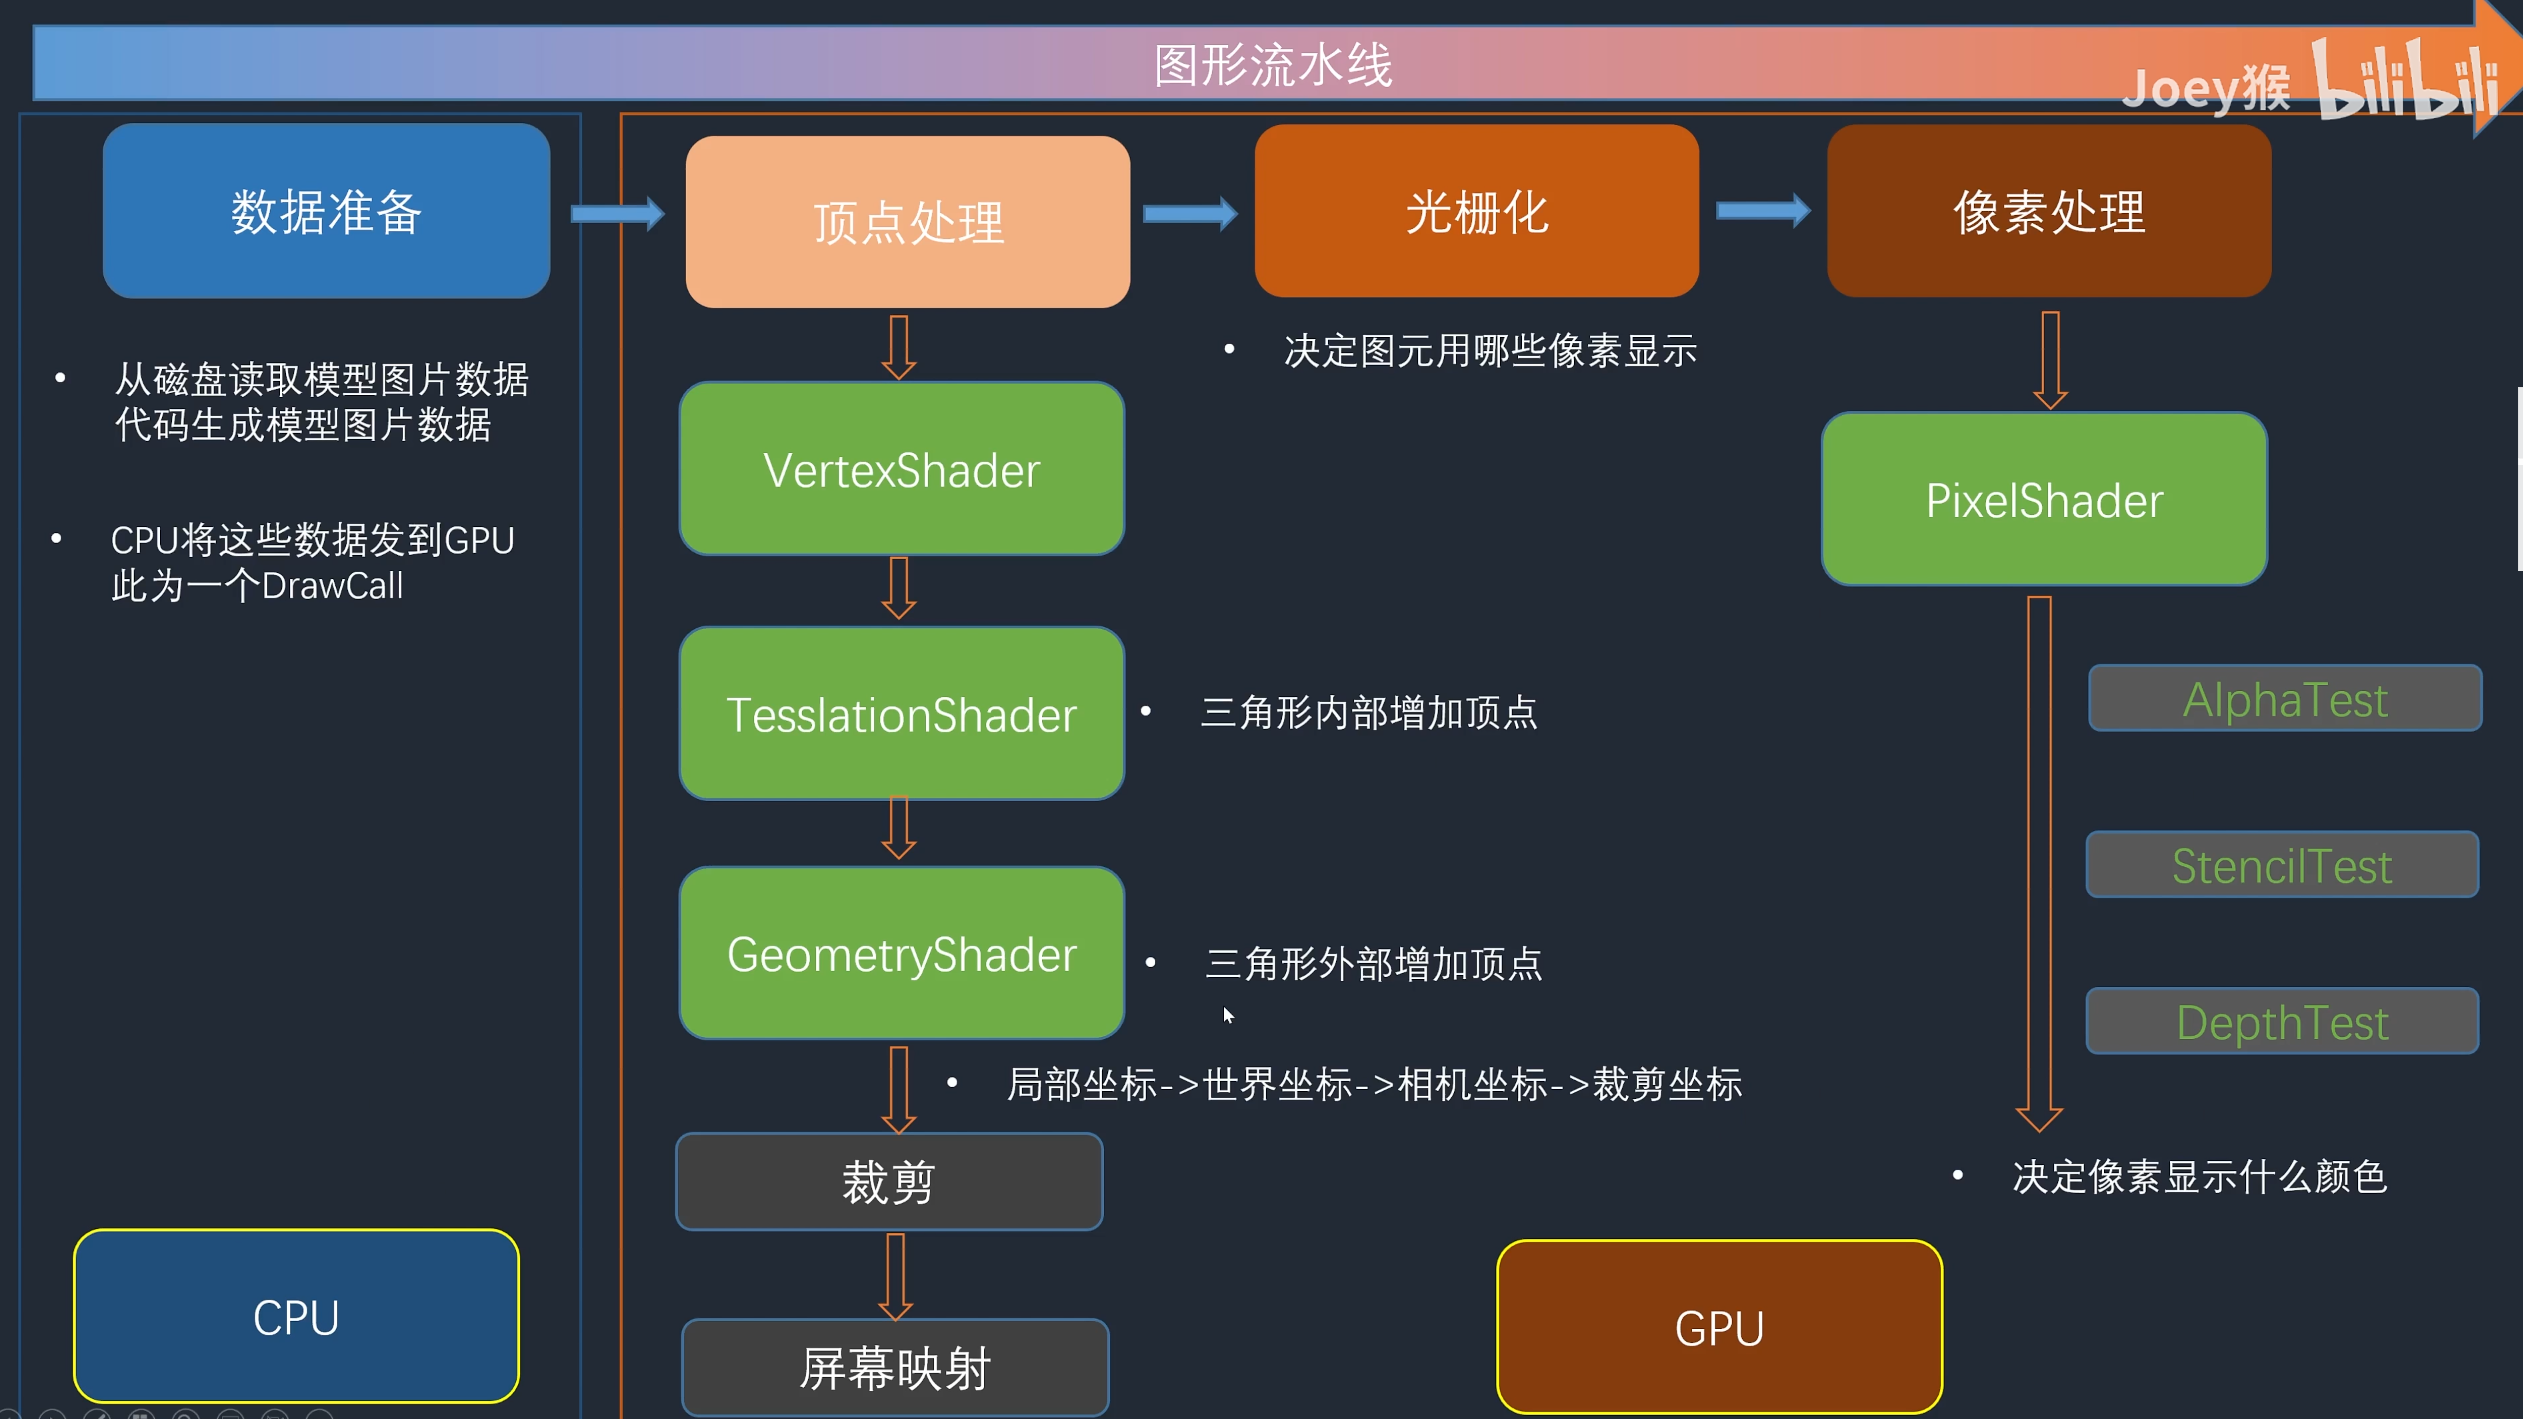 图形流水线
Joey猴 bilibili
数据准备
顶点处理
光栅化
像素处理
从磁盘读取模型图片数据
代码生成模型图片数据
CPU将这些数据发到GPU
此为一个DrawCall
CPU
VertexShader
TesslationShader
三角形内部增加顶点
GeometryShader
三角形外部增加顶点
局部坐标->世界坐标->相机坐标->裁剪坐标
裁剪
屏幕映射
决定图元用哪些像素显示
PixelShader
AlphaTest
StencilTest
DepthTest
决定像素显示什么颜色
GPU